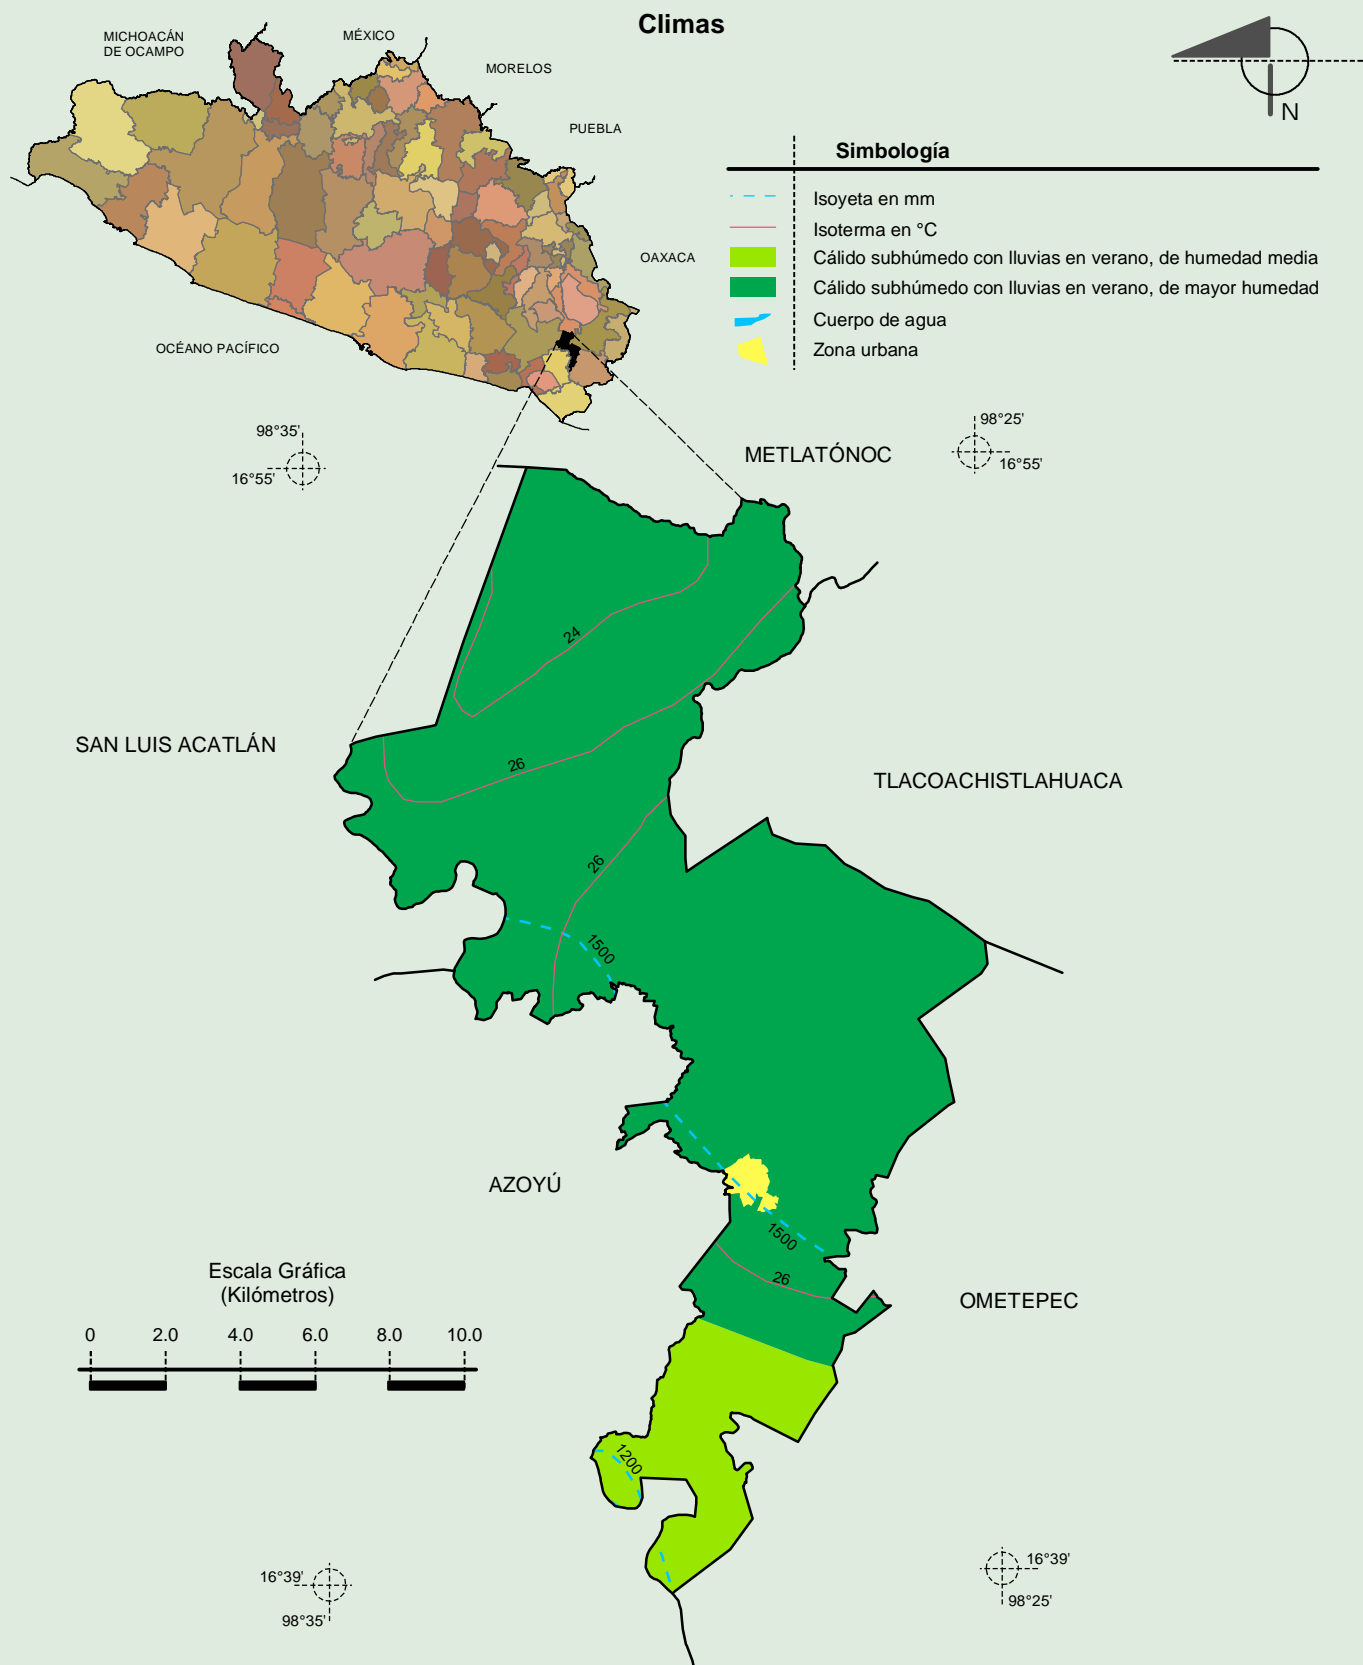 Climas
MICHOACÁN
DE OCAMPO
MÉXICO
MORELOS
PUEBLA
OAXACA
OCÉANO PACÍFICO
N
Simbología
Isoyeta en mm
Isoterma en °C
Cálido subhúmedo con lluvias en verano, de humedad media
Cálido subhúmedo con lluvias en verano, de mayor humedad
Cuerpo de agua
Zona urbana
98°35'
16°55'
98°25'
16°55'
METLATÓNOC
24
SAN LUIS ACATLÁN
26
TLACOACHISTLAHUACA
26
1500
AZOYÚ
1500
26
OMETEPEC
Escala Gráfica
(Kilómetros)
0 2.0 4.0 6.0 8.0 10.0
1200
16°39'
98°35'
16°39'
98°25'